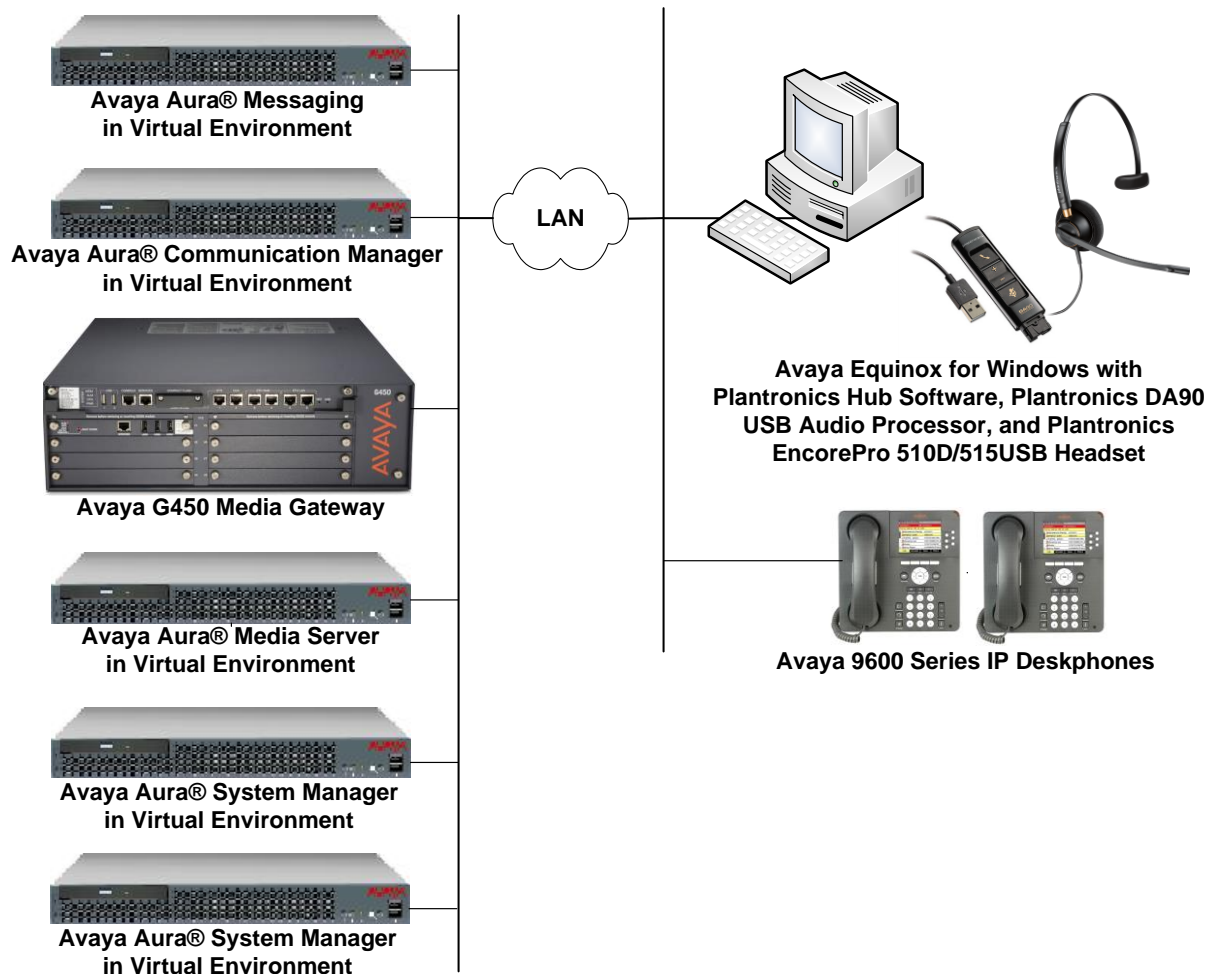 Avaya Aura® Messaging
in Virtual Environment
Avaya Aura® Communication Manager
in Virtual Environment
AVAYA
Avaya G450 Media Gateway
Avaya Aura® Media Server
in Virtual Environment
Avaya Aura® System Manager
in Virtual Environment
Avaya Aura® System Manager
in Virtual Environment
LAN
Avaya Equinox for Windows with
Plantronics Hub Software, Plantronics DA90
USB Audio Processor, and Plantronics
EncorePro 510D/515USB Headset
Avaya 9600 Series IP Deskphones